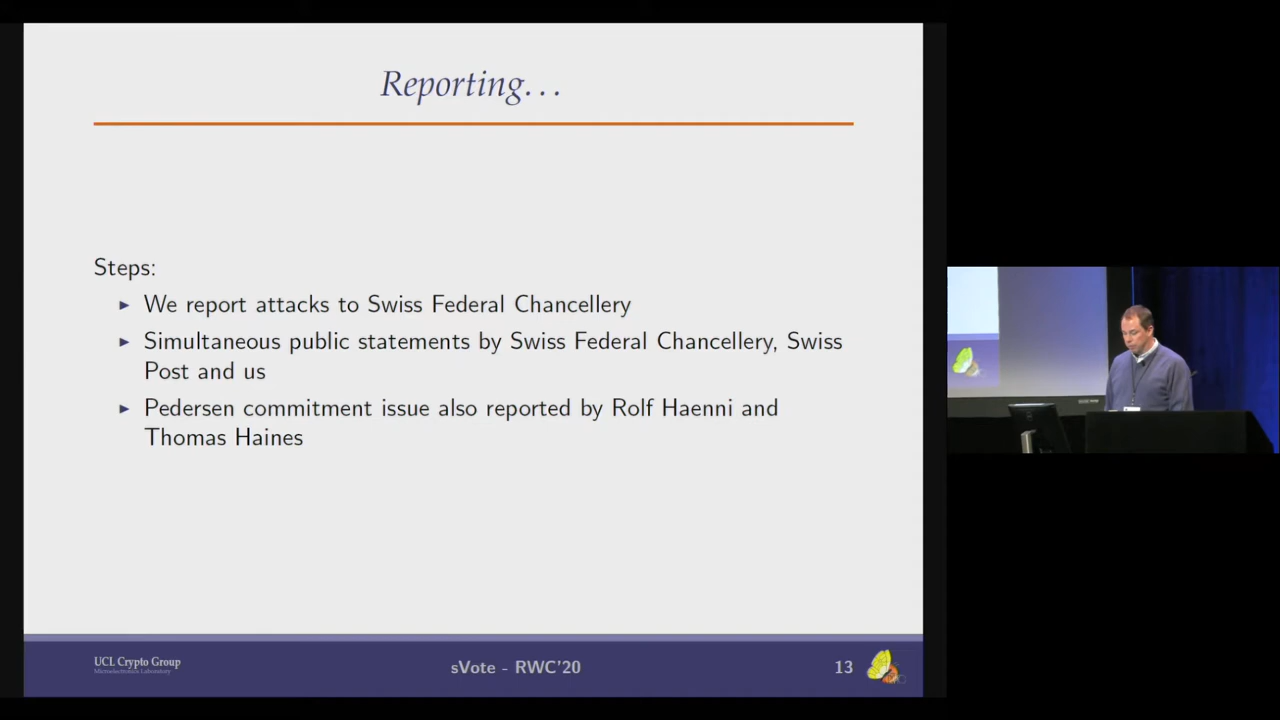 Reporting...
Steps:
▶ We report attacks to Swiss Federal Chancellery
▶ Simultaneous public statements by Swiss Federal Chancellery, Swiss
Post and us
▶ Pedersen commitment issue also reported by Rolf Haenni and
Thomas Haines
UCL Crypto Group
Microelectronics Laboratory
sVote - RWC'20
13